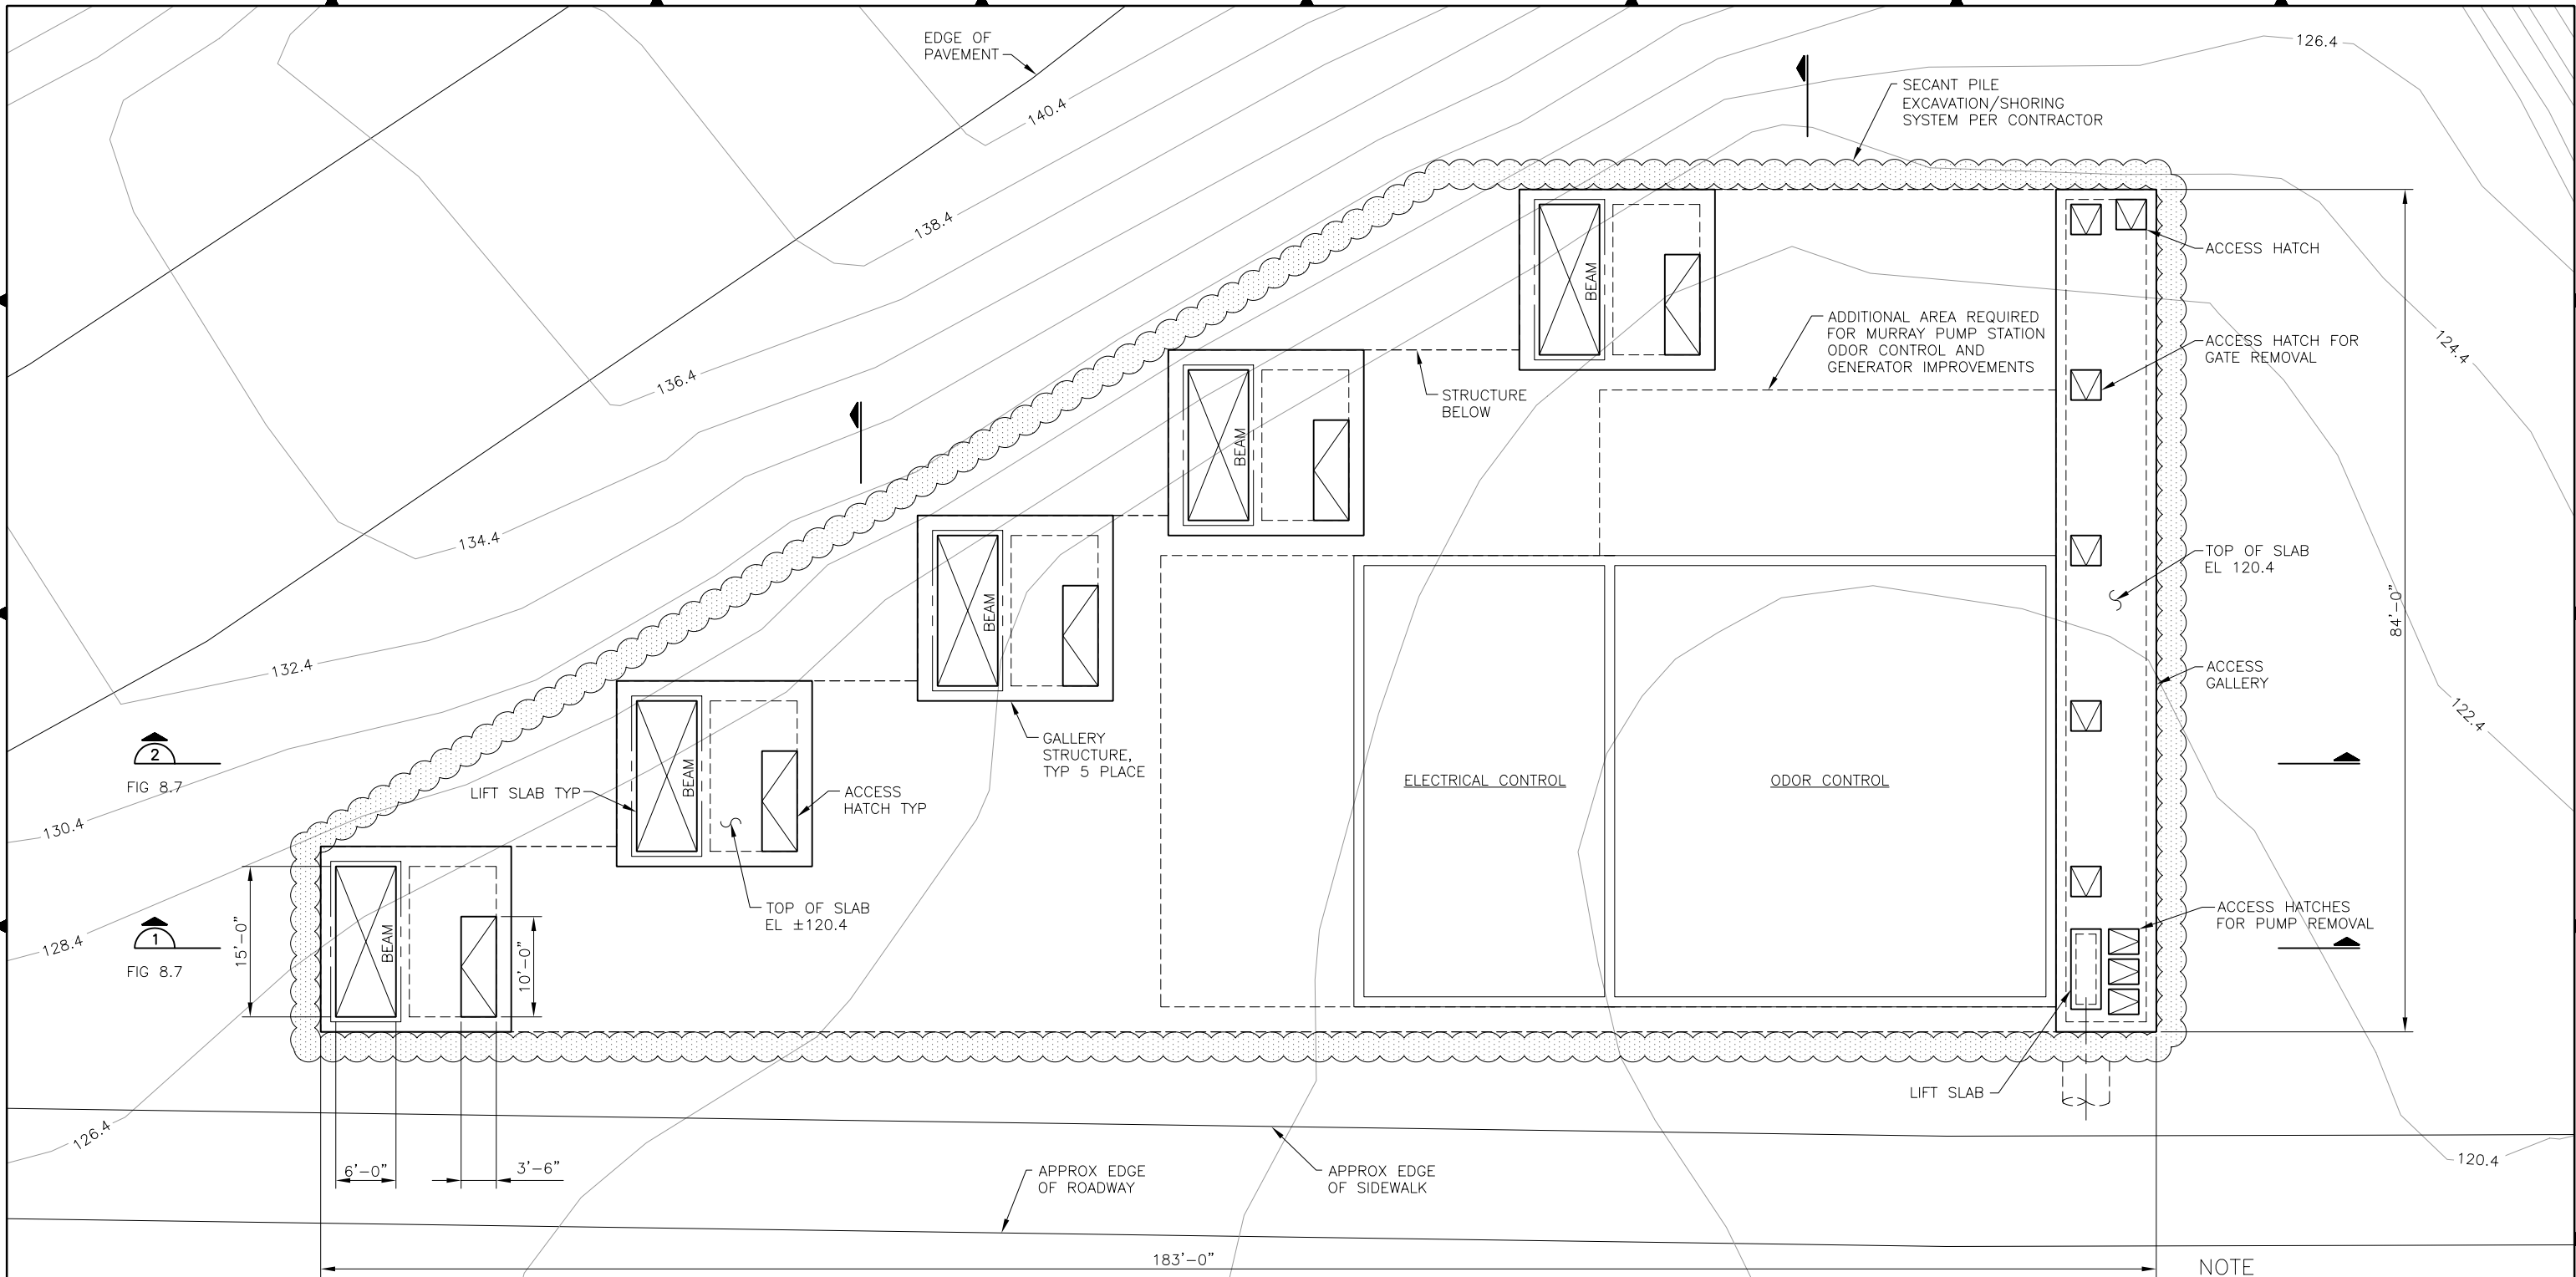 EDGE OF
PAVEMENT
126.4
SECANT PILE
EXCAVATION/SHORING
SYSTEM PER CONTRACTOR
140.4
138.4
ACCESS HATCH
BEAM
ADDITIONAL AREA REQUIRED
FOR MURRAY PUMP STATION
ODOR CONTROL AND
GENERATOR IMPROVEMENTS
ACCESS HATCH FOR
GATE REMOVAL
124.4
136.4
STRUCTURE
BELOW
BEAM
134.4
TOP OF SLAB
EL 120.4
84'-0"
BEAM
132.4
ACCESS
GALLERY
122.4
2
FIG 8.7
GALLERY
STRUCTURE,
TYP 5 PLACE
BEAM
LIFT SLAB TYP
ACCESS
HATCH TYP
ELECTRICAL CONTROL
ODOR CONTROL
130.4
TOP OF SLAB
EL ±120.4
ACCESS HATCHES
FOR PUMP REMOVAL
128.4
1
FIG 8.7
15'-0"
BEAM
10'-0"
LIFT SLAB
126.4
6'-0"
3'-6"
APPROX EDGE
OF ROADWAY
APPROX EDGE
OF SIDEWALK
120.4
183'-0"
NOTE